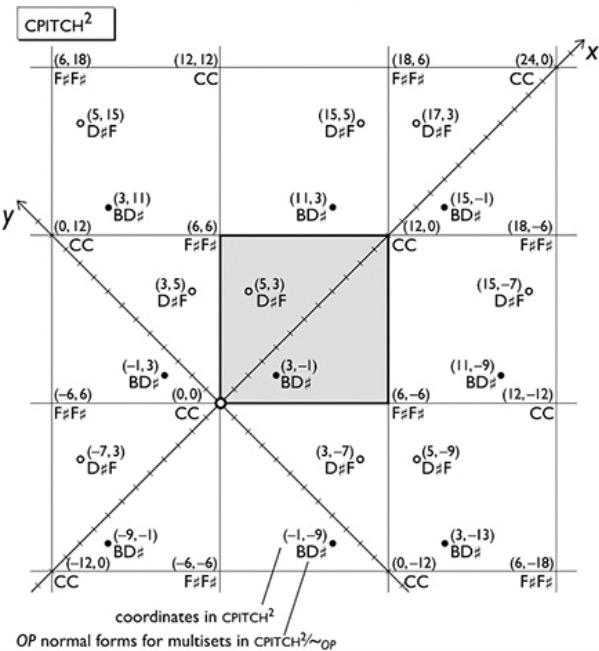 CPITCH²
x
(6, 18) (12, 12) (18, 6) (24, 0)
F♯F♯ CC F♯F♯ CC
(5, 15) (15, 5) (17, 3)
D♯F D♯F D♯F
(3, 11) (11, 3) (15, –1)
BD♯ BD♯ BD♯
y
(0, 12) (6, 6) (12, 0) (18, –6)
CC F♯F♯ CC F♯F♯
(3, 5) (5, 3) (15, –7)
D♯F D♯F D♯F
(–1, 3) (3, –1) (11, –9)
BD♯ BD♯ BD♯
(–6, 6) (0, 0) (6, –6) (12, –12)
F♯F♯ CC F♯F♯ CC
(–7, 3) (3, –7) (5, –9)
D♯F D♯F D♯F
(–9, –1) (–1, –9) (3, –13)
BD♯ BD♯ BD♯
(–12, 0) (–6, –6) (0, –12) (6, –18)
CC F♯F♯ CC F♯F♯
coordinates in CPITCH²
OP normal forms for multisets in CPITCH²/~OP